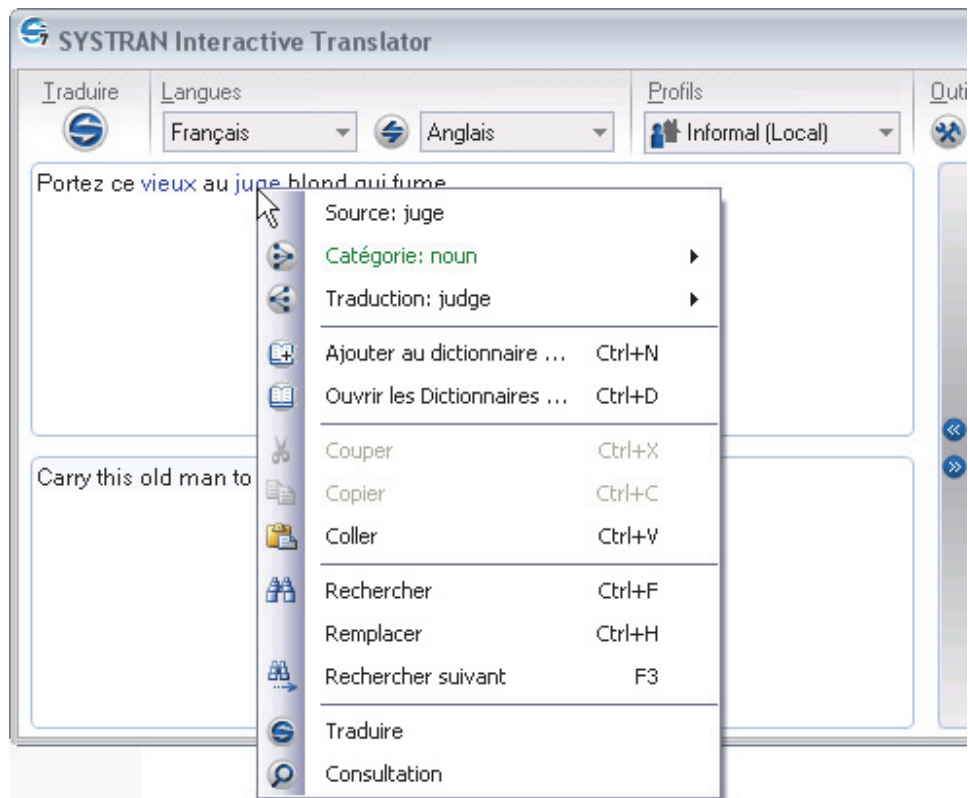 SYSTRAN Interactive Translator
Traduire Langues Profils
Français Anglais Informal (Local)
Portez ce vieux au juge blond qui fume
Source: juge
Catégorie: noun
Traduction: judge
Ajouter au dictionnaire ... Ctrl+N
Ouvrir les Dictionnaires ... Ctrl+D
Couper Ctrl+X
Carry this old man to
Copier Ctrl+C
Coller Ctrl+V
Rechercher Ctrl+F
Remplacer Ctrl+H
Rechercher suivant F3
Traduire
Consultation